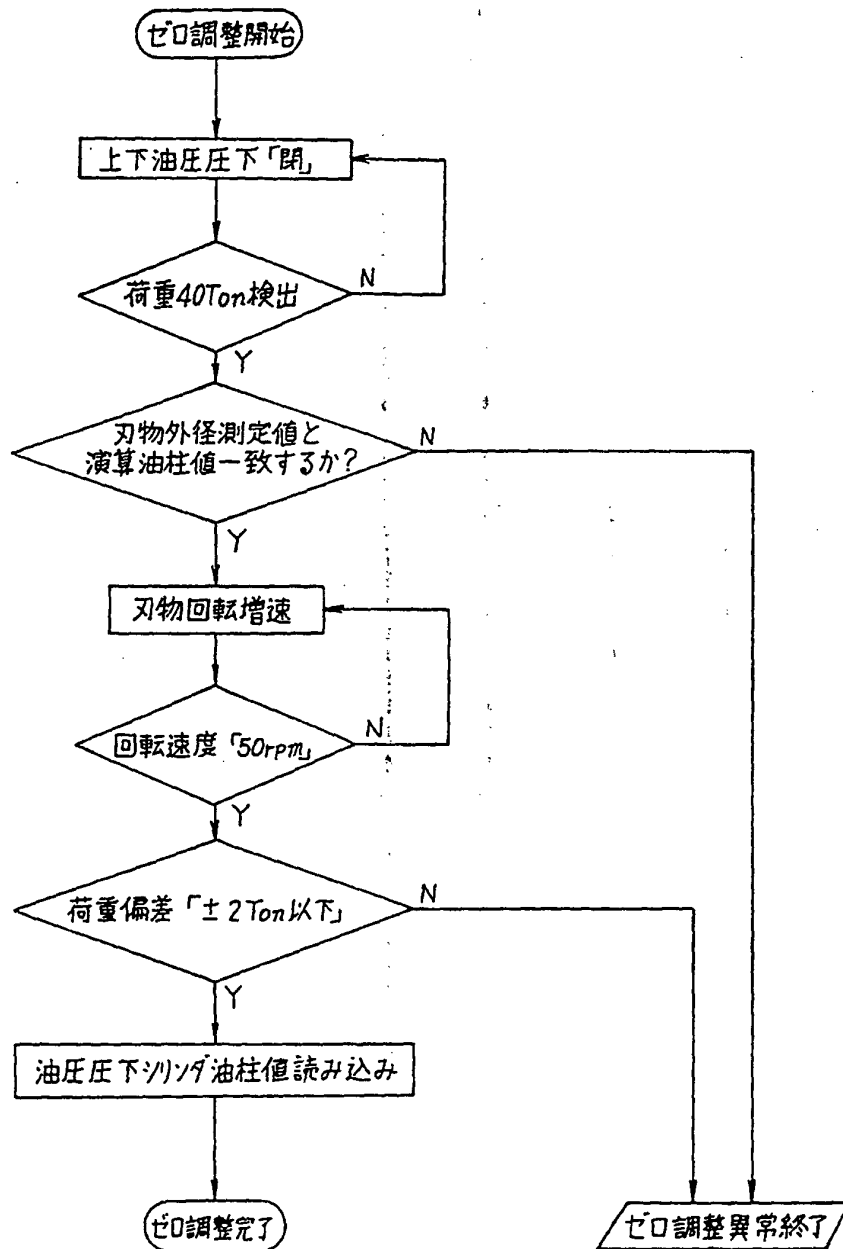 ゼロ調整開始
上下油圧圧下「閉」
荷重40Ton検出
N
Y
刃物外径測定値と
演算油柱値一致するか?
N
Y
刃物回転増速
回転速度「50rpm」
N
Y
荷重偏差「±2Ton以下」
N
Y
油圧圧下シリンダ油柱値読み込み
ゼロ調整完了
ゼロ調整異常終了